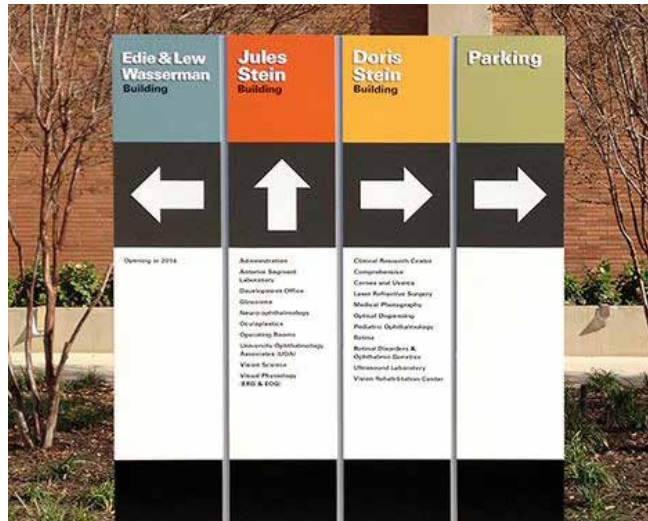 Edie & Lew
Wasserman
Building
Opening in 2014
Jules
Stein
Building
Administration
Anterior Segment
Laboratory
Development Office
Glaucoma
Neuro-ophthalmology
Oculoplastics
Operating Rooms
University Ophthalmology
Associates (UOA)
Vision Science
Visual Physiology
(ERG & EOG)
Doris
Stein
Building
Clinical Research Center
Comprehensive
Cornea and Uveitis
Laser Refractive Surgery
Medical Photography
Optical Dispensing
Pediatric Ophthalmology
Retina
Retinal Disorders &
Ophthalmic Genetics
Ultrasound Laboratory
Vision Rehabilitation Center
Parking